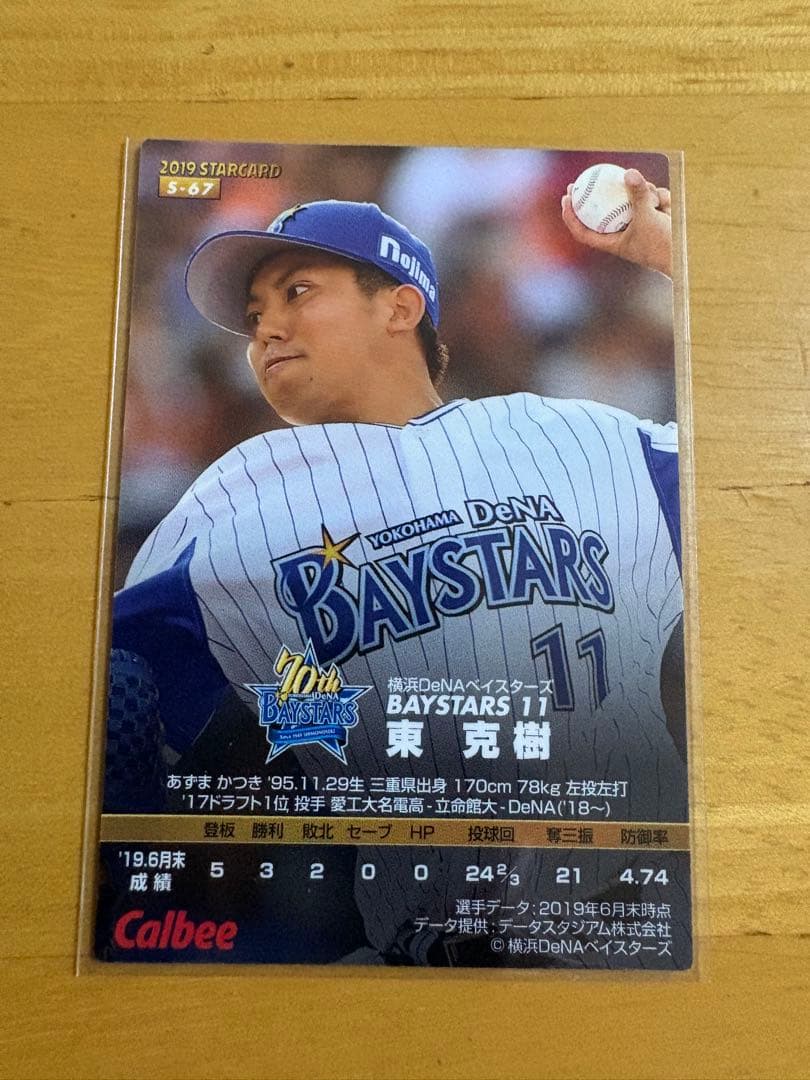 2019 STARCARD
S-67
nojima
YOKOHAMA DeNA
BAYSTARS
11
70th
YOKOHAMA DeNA
BAYSTARS
横浜DeNAベイスターズ
BAYSTARS 11
東 克樹
あずま かつき '95.11.29生 三重県出身 170cm 78kg 左投左打
'17ドラフト1位 投手 愛工大名電高-立命館大-DeNA('18〜)
登板 勝利 敗北 セーブ HP 投球回 奪三振 防御率
'19.6月末成績 5 3 2 0 0 24 2/3 21 4.74
選手データ:2019年6月末時点
データ提供:データスタジアム株式会社
©横浜DeNAベイスターズ
Calbee